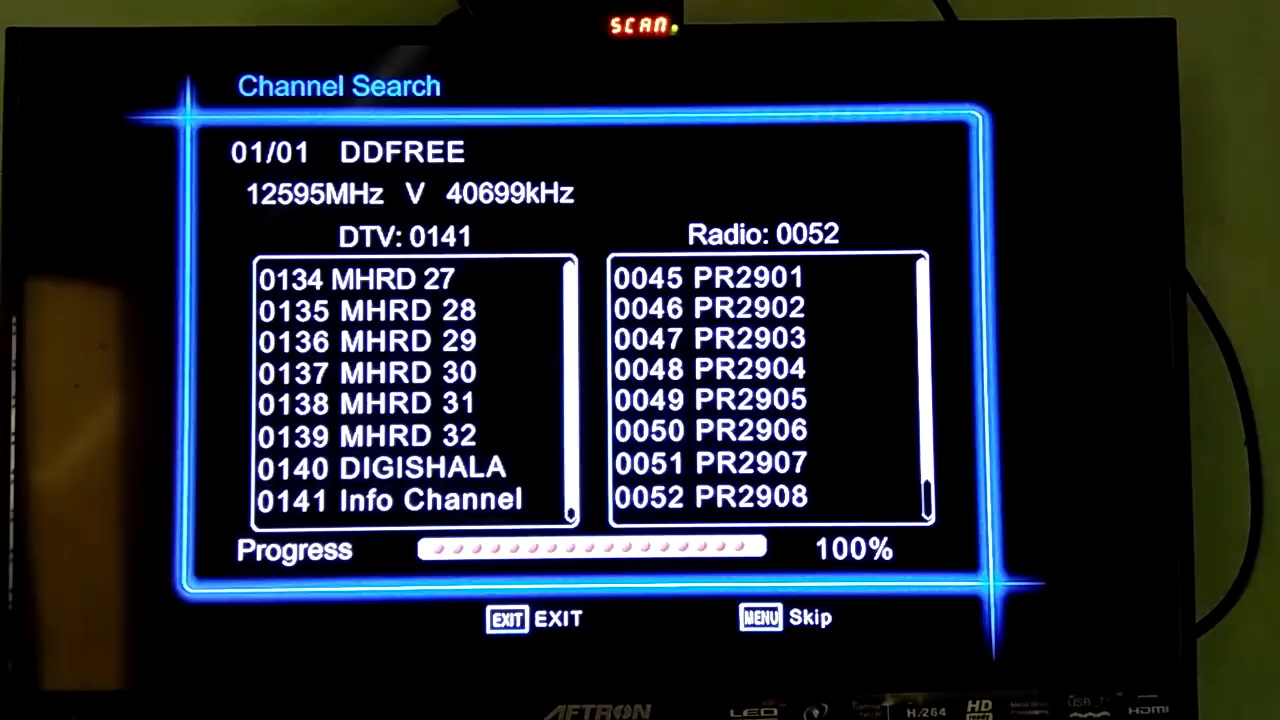 SCAN.
Channel Search
01/01 DDFREE
12595MHz V 40699kHz
DTV: 0141
0134 MHRD 27
0135 MHRD 28
0136 MHRD 29
0137 MHRD 30
0138 MHRD 31
0139 MHRD 32
0140 DIGISHALA
0141 Info Channel
Radio: 0052
0045 PR2901
0046 PR2902
0047 PR2903
0048 PR2904
0049 PR2905
0050 PR2906
0051 PR2907
0052 PR2908
Progress 100%
EXIT EXIT MENU Skip
AFTRON LED H.264 HD USB HDMI